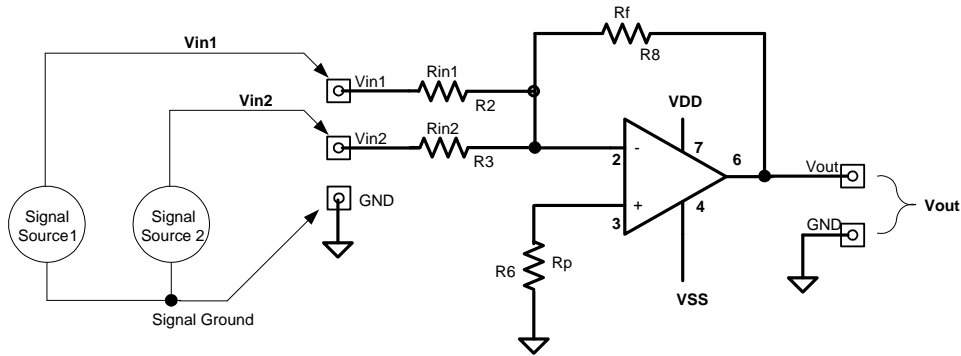 Vin1
Vin2
Vin1
Rin1
R2
Vin2
Rin2
R3
GND
Signal
Source1
Signal
Source 2
Signal Ground
Rf
R8
VDD
7
-
2
6
+
3
4
VSS
R6
Rp
Vout
GND
Vout